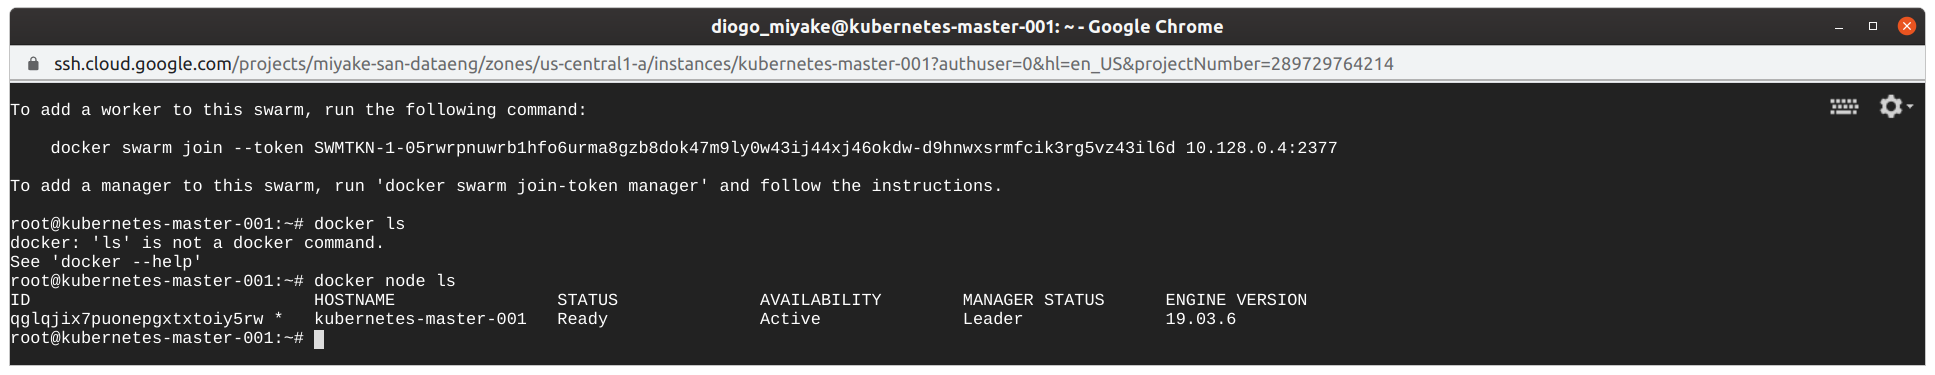 diogo_miyake@kubernetes-master-001: ~ - Google Chrome
ssh.cloud.google.com/projects/miyake-san-dataeng/zones/us-central1-a/instances/kubernetes-master-001?authuser=0&hl=en_US&projectNumber=289729764214
To add a worker to this swarm, run the following command:
docker swarm join --token SWMTKN-1-05rwrpnuwrb1hfo6urma8gzb8dok47m9ly0w43ij44xj46okdw-d9hnwxsrmfcik3rg5vz43il6d 10.128.0.4:2377
To add a manager to this swarm, run 'docker swarm join-token manager' and follow the instructions.
root@kubernetes-master-001:~# docker ls
docker: 'ls' is not a docker command.
See 'docker --help'
root@kubernetes-master-001:~# docker node ls
ID HOSTNAME STATUS AVAILABILITY MANAGER STATUS ENGINE VERSION
qglqjix7puonepgxtxtoiy5rw * kubernetes-master-001 Ready Active Leader 19.03.6
root@kubernetes-master-001:~#